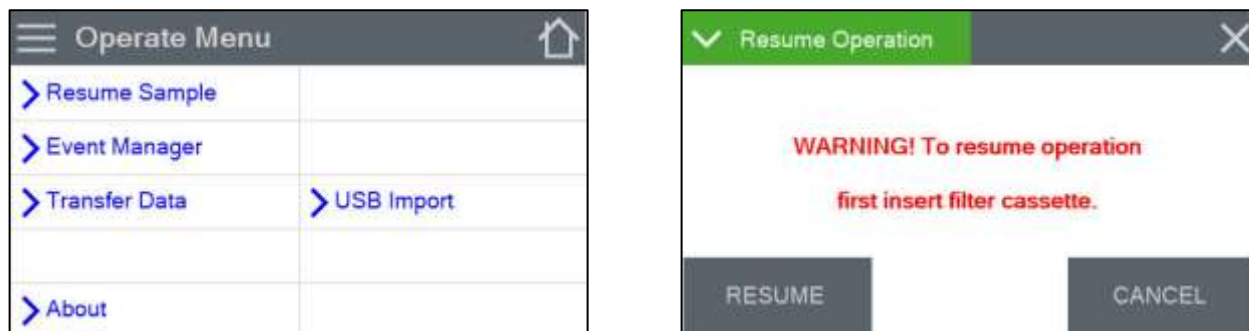 Operate Menu
Resume Sample
Event Manager
Transfer Data
USB Import
About
Resume Operation
WARNING! To resume operation
first insert filter cassette.
RESUME
CANCEL